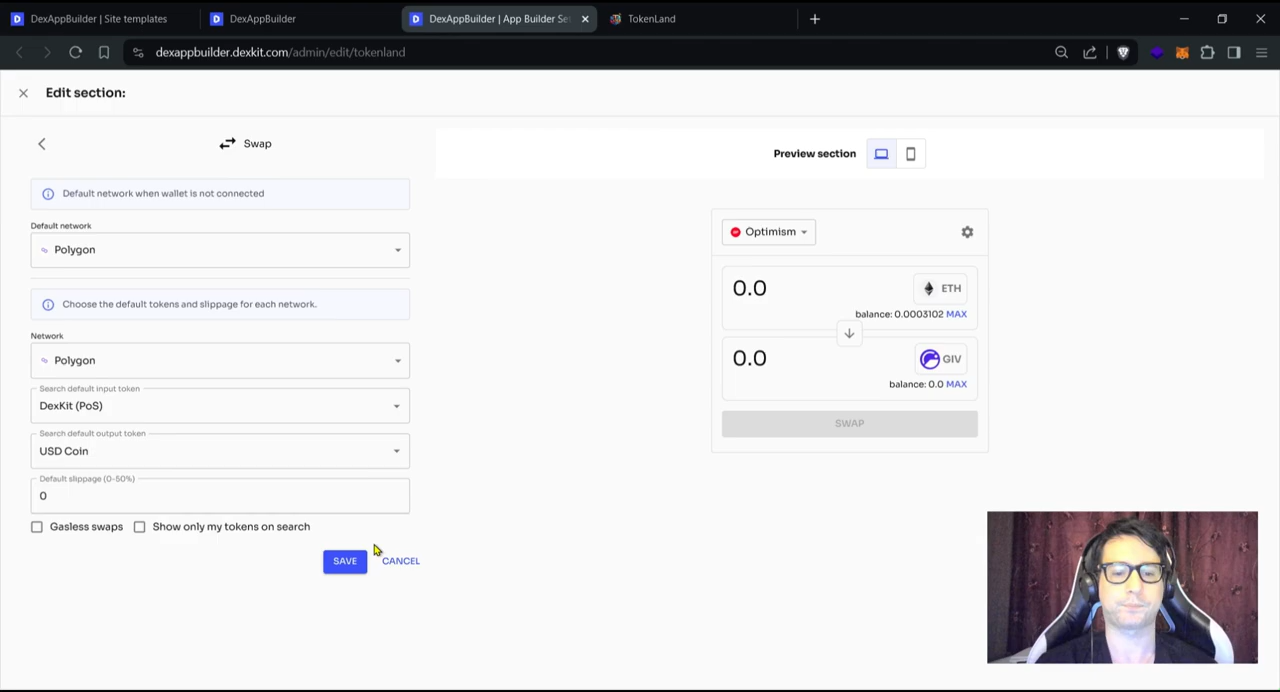 DexAppBuilder | Site templates
DexAppBuilder
DexAppBuilder | App Builder Se
TokenLand
dexappbuilder.dexkit.com/admin/edit/tokenland
Edit section:
Swap
Preview section
Default network when wallet is not connected
Default network
Polygon
Choose the default tokens and slippage for each network.
Network
Polygon
Search default input token
DexKit (PoS)
Search default output token
USD Coin
Default slippage (0-50%)
0
Gasless swaps
Show only my tokens on search
SAVE
CANCEL
Optimism
0.0
ETH
balance: 0.0003102 MAX
0.0
GIV
balance: 0.0 MAX
SWAP